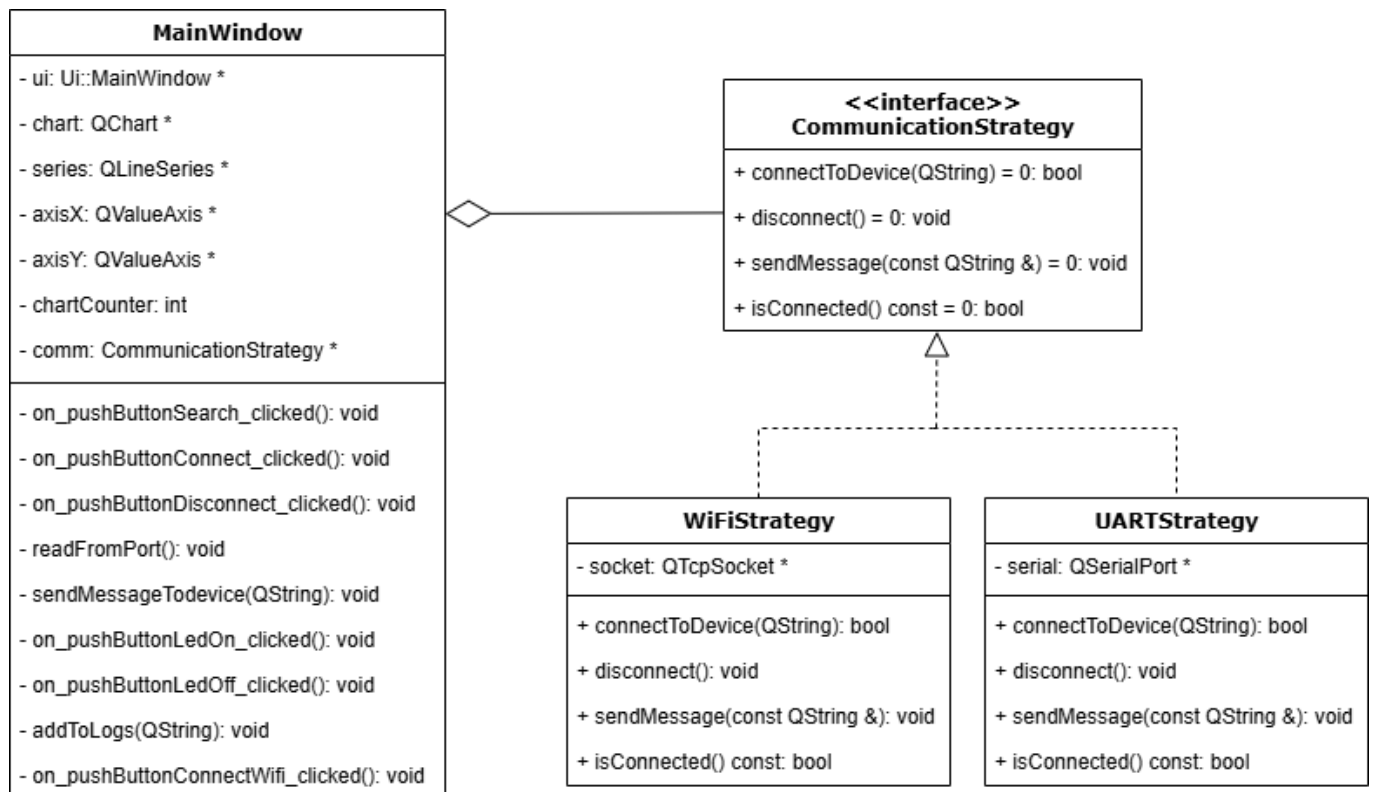 MainWindow
- ui: Ui::MainWindow *
- chart: QChart *
- series: QLineSeries *
- axisX: QValueAxis *
- axisY: QValueAxis *
- chartCounter: int
- comm: CommunicationStrategy *
- on_pushButtonSearch_clicked(): void
- on_pushButtonConnect_clicked(): void
- on_pushButtonDisconnect_clicked(): void
- readFromPort(): void
- sendMessageTodevice(QString): void
- on_pushButtonLedOn_clicked(): void
- on_pushButtonLedOff_clicked(): void
- addToLogs(QString): void
- on_pushButtonConnectWifi_clicked(): void
<<interface>>
CommunicationStrategy
+ connectToDevice(QString) = 0: bool
+ disconnect() = 0: void
+ sendMessage(const QString &) = 0: void
+ isConnected() const = 0: bool
WiFiStrategy
- socket: QTcpSocket *
+ connectToDevice(QString): bool
+ disconnect(): void
+ sendMessage(const QString &): void
+ isConnected() const: bool
UARTStrategy
- serial: QSerialPort *
+ connectToDevice(QString): bool
+ disconnect(): void
+ sendMessage(const QString &): void
+ isConnected() const: bool